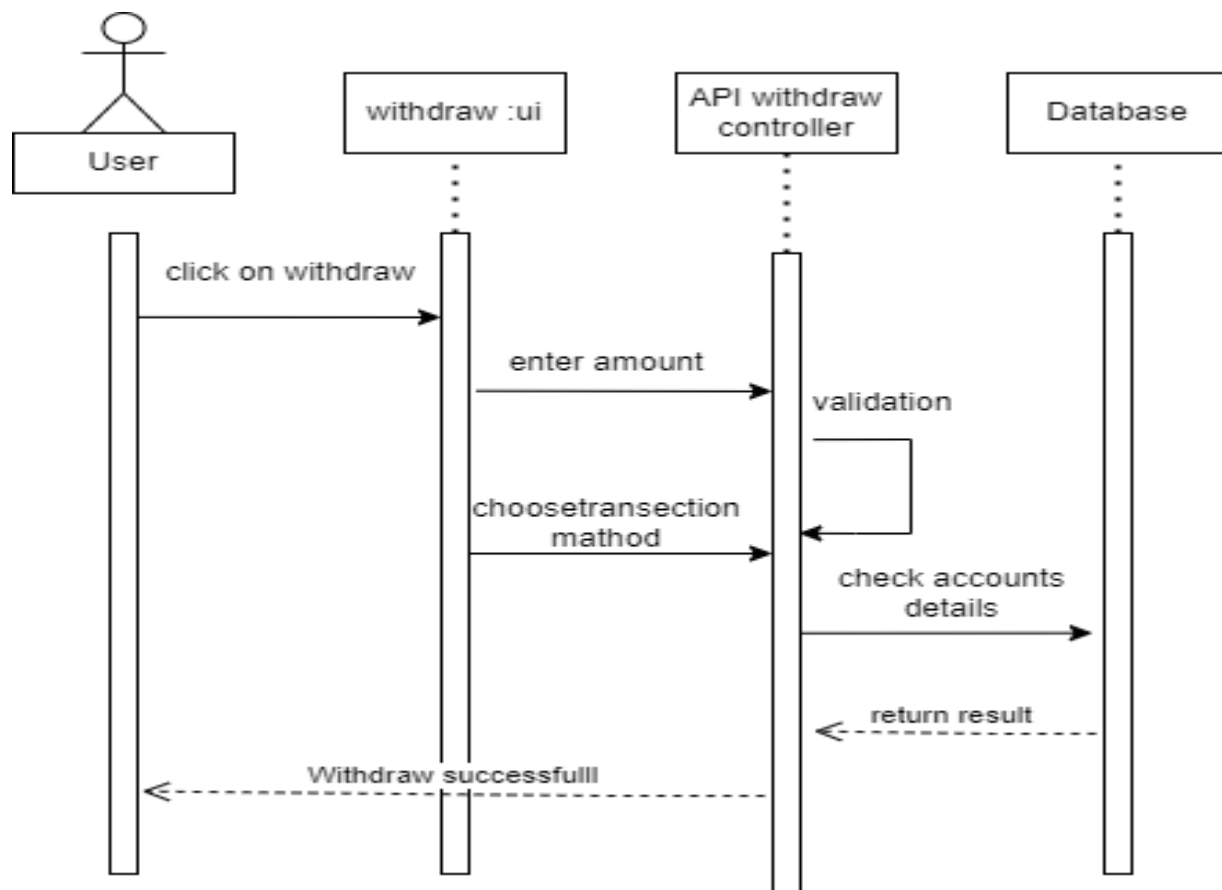 User
withdraw :ui
API withdraw
controller
Database
click on withdraw
enter amount
validation
choosetransection
mathod
check accounts
details
return result
Withdraw successfulll